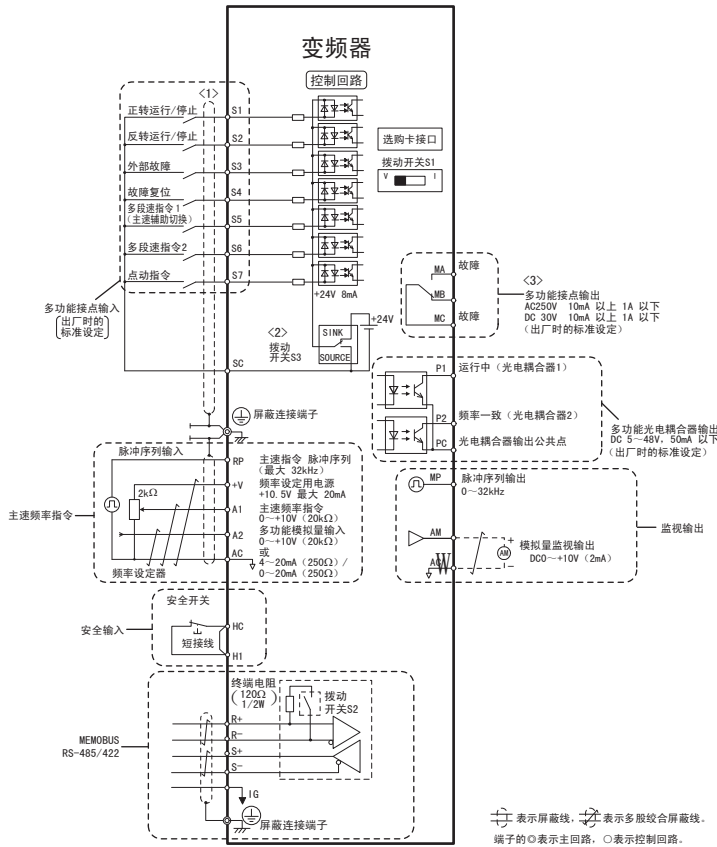 变频器
控制回路
<1>
正转运行/停止
S1
反转运行/停止
S2
外部故障
S3
故障复位
S4
多段速指令1
(主速辅助切换)
S5
多段速指令2
S6
点动指令
S7
选购卡接口
拨动开关S1
V
I
+24V 8mA
多功能接点输入
出厂时的
标准设定
<2>
拨动
开关S3
SINK
SOURCE
+24V
SC
屏蔽连接端子
MA
故障
MB
MC
故障
<3>
多功能接点输出
AC250V 10mA 以上 1A 以下
DC 30V 10mA 以上 1A 以下
(出厂时的标准设定)
P1
运行中(光电耦合器1)
P2
频率一致(光电耦合器2)
PC
光电耦合器输出公共点
多功能光电耦合器输出
DC 5~48V, 50mA 以下
(出厂时的标准设定)
脉冲序列输入
RP
主速指令 脉冲序列
(最大 32kHz)
2kΩ
+V
频率设定用电源
+10.5V 最大 20mA
主速频率指令
A1
主速频率指令
0~+10V (20kΩ)
A2
多功能模拟量输入
0~+10V (20kΩ)
或
4~20mA (250Ω) /
0~20mA (250Ω)
AC
频率设定器
MP
脉冲序列输出
0~32kHz
监视输出
AM
+
AM
模拟量监视输出
DC0~+10V (2mA)
−
AC
安全开关
安全输入
HC
短接线
H1
终端电阻
(120Ω
1/2W)
拨动
开关S2
MEMOBUS
RS-485/422
R+
R−
S+
S−
IG
屏蔽连接端子
表示屏蔽线, 表示多股绞合屏蔽线。
端子的◎表示主回路, ○表示控制回路。